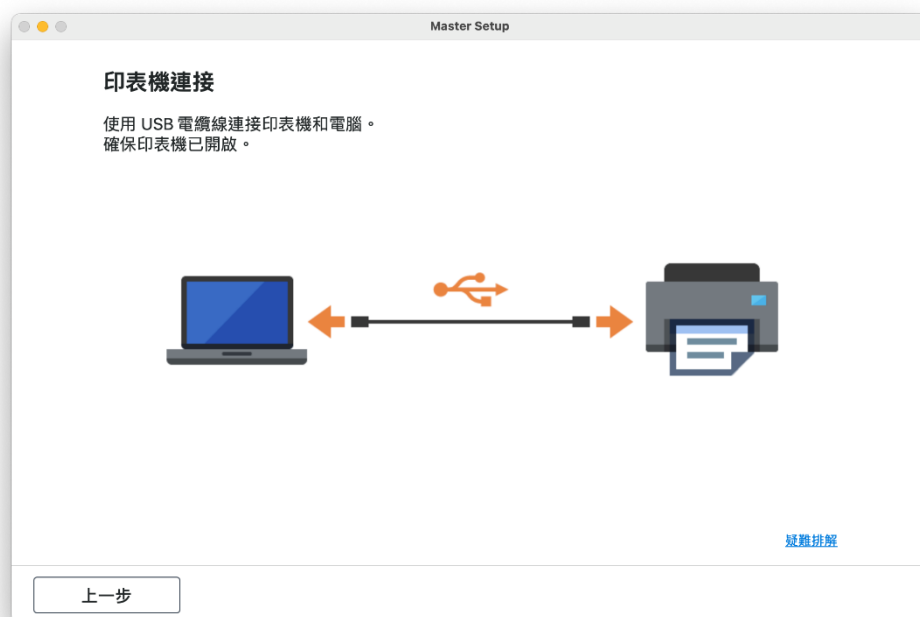 Master Setup
印表機連接
使用 USB 電纜線連接印表機和電腦。
確保印表機已開啟。
疑難排解
上一步